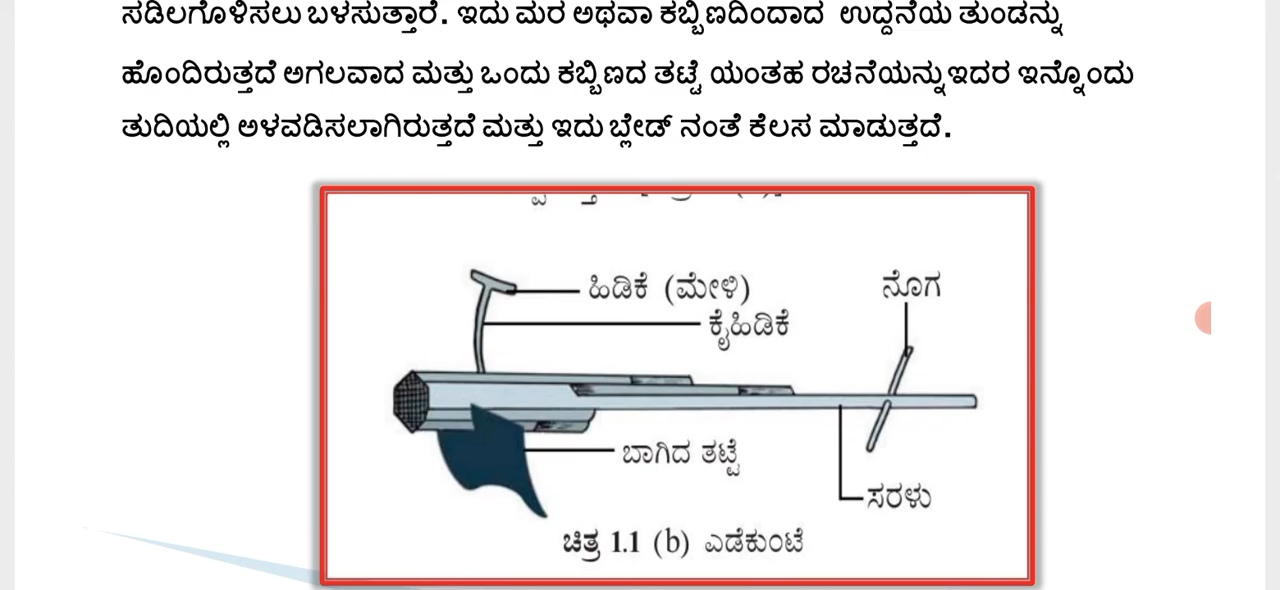 ಸಡಿಲಗೊಳಿಸಲು ಬಳಸುತ್ತಾರೆ. ಇದು ಮರ ಅಥವಾ ಕಬ್ಬಿಣದಿಂದಾದ ಉದ್ದನೆಯ ತುಂಡನ್ನು
ಹೊಂದಿರುತ್ತದೆ ಅಗಲವಾದ ಮತ್ತು ಒಂದು ಕಬ್ಬಿಣದ ತಟ್ಟೆ ಯಂತಹ ರಚನೆಯನ್ನು ಇದರ ಇನ್ನೊಂದು
ತುದಿಯಲ್ಲಿ ಅಳವಡಿಸಲಾಗಿರುತ್ತದೆ ಮತ್ತು ಇದು ಬ್ಲೇಡ್ ನಂತೆ ಕೆಲಸ ಮಾಡುತ್ತದೆ.
ಹಿಡಿಕೆ (ಮೇಳಿ)
ನೊಗ
ಕೈಹಿಡಿಕೆ
ಬಾಗಿದ ತಟ್ಟೆ
ಸರಳು
ಚಿತ್ರ 1.1 (b) ಎಡೆಕುಂಟೆ